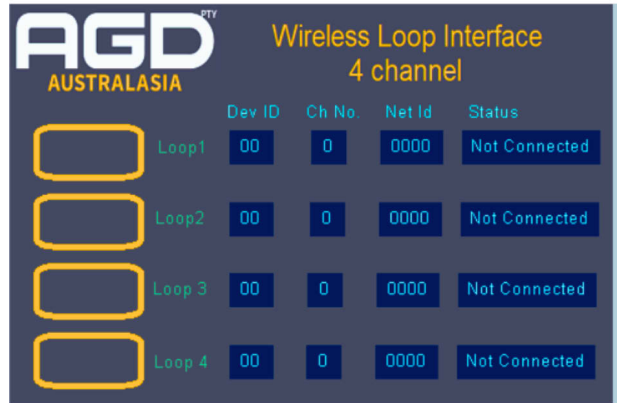 AGD PTY
AUSTRALASIA
Wireless Loop Interface
4 channel
Dev ID Ch No. Net Id Status
Loop1 00 0 0000 Not Connected
Loop2 00 0 0000 Not Connected
Loop 3 00 0 0000 Not Connected
Loop 4 00 0 0000 Not Connected